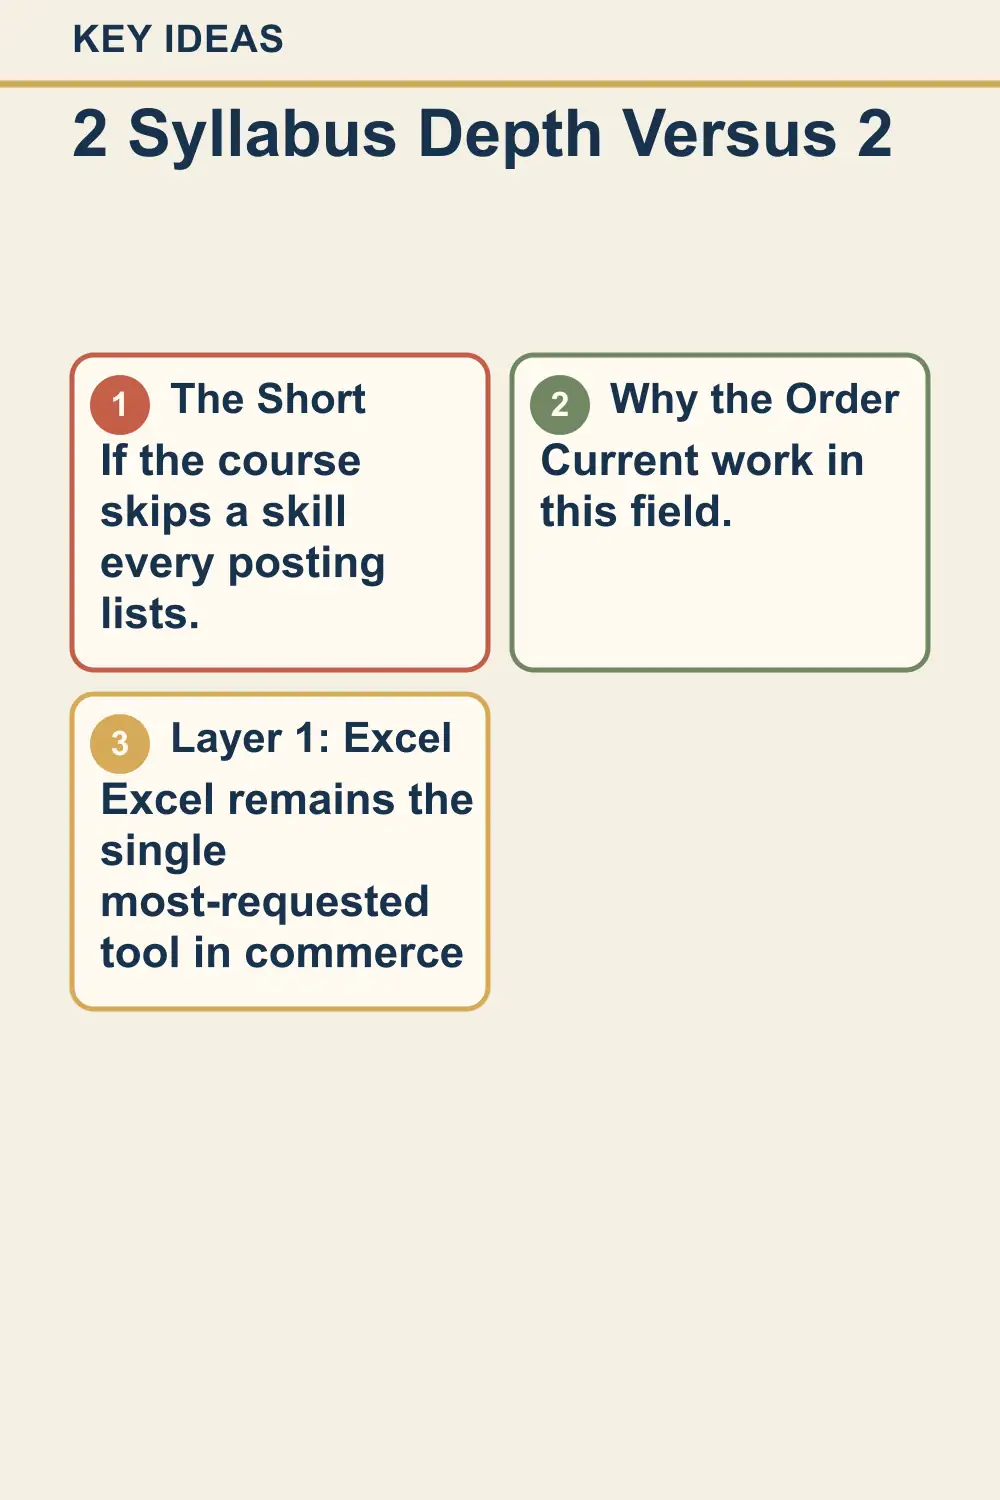 KEY IDEAS
2 Syllabus Depth Versus 2
1
The Short
If the course
skips a skill
every posting
lists.
2
Why the Order
Current work in
this field.
3
Layer 1: Excel
Excel remains the
single
most-requested
tool in commerce